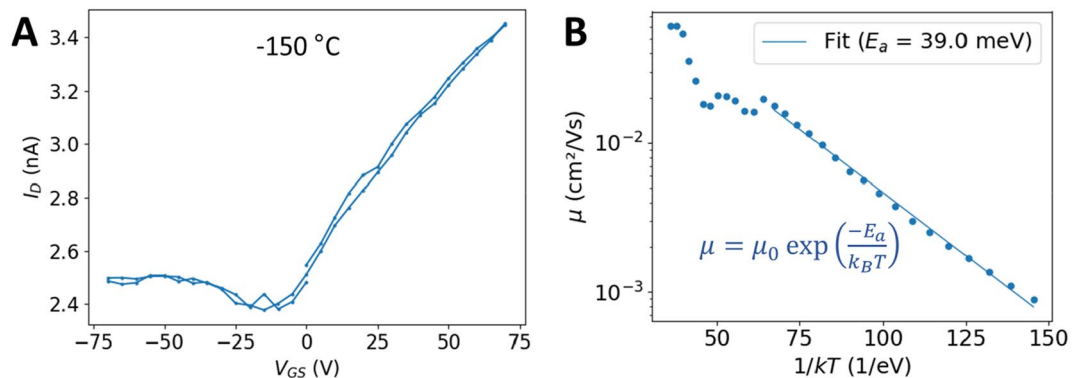 A
-150 °C
3.4
3.2
3.0
2.8
2.6
2.4
I_D (nA)
−75
−50
−25
0
25
50
75
V_GS (V)
B
Fit (E_a = 39.0 meV)
10⁻²
10⁻³
μ (cm²/Vs)
μ = μ₀ exp(−E_a/k_BT)
50
75
100
125
150
1/kT (1/eV)